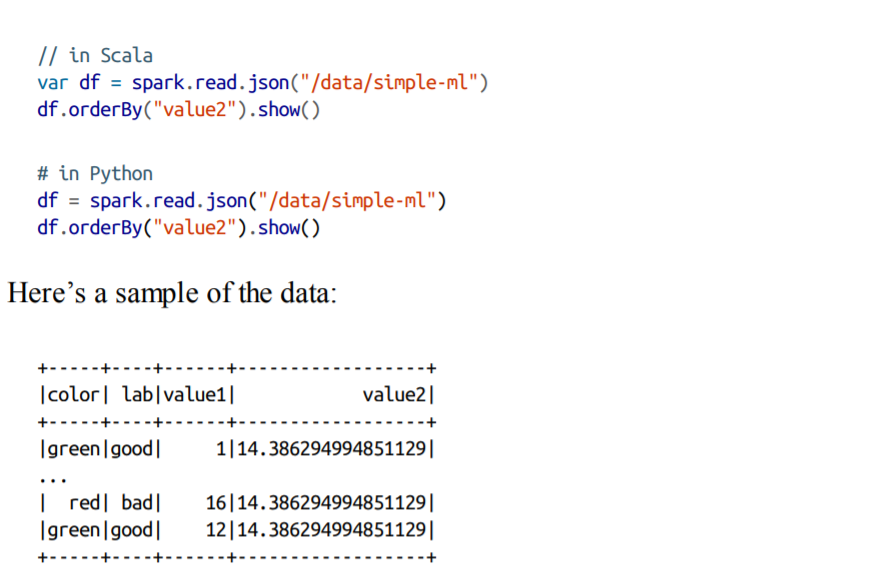 // in Scala
var df = spark.read.json("/data/simple-ml")
df.orderBy("value2").show()
# in Python
df = spark.read.json("/data/simple-ml")
df.orderBy("value2").show()
Here’s a sample of the data:
+-----+----+------+------------------+
|color| lab|value1|            value2|
+-----+----+------+------------------+
|green|good|     1|14.386294994851129|
...
|  red| bad|    16|14.386294994851129|
|green|good|    12|14.386294994851129|
+-----+----+------+------------------+